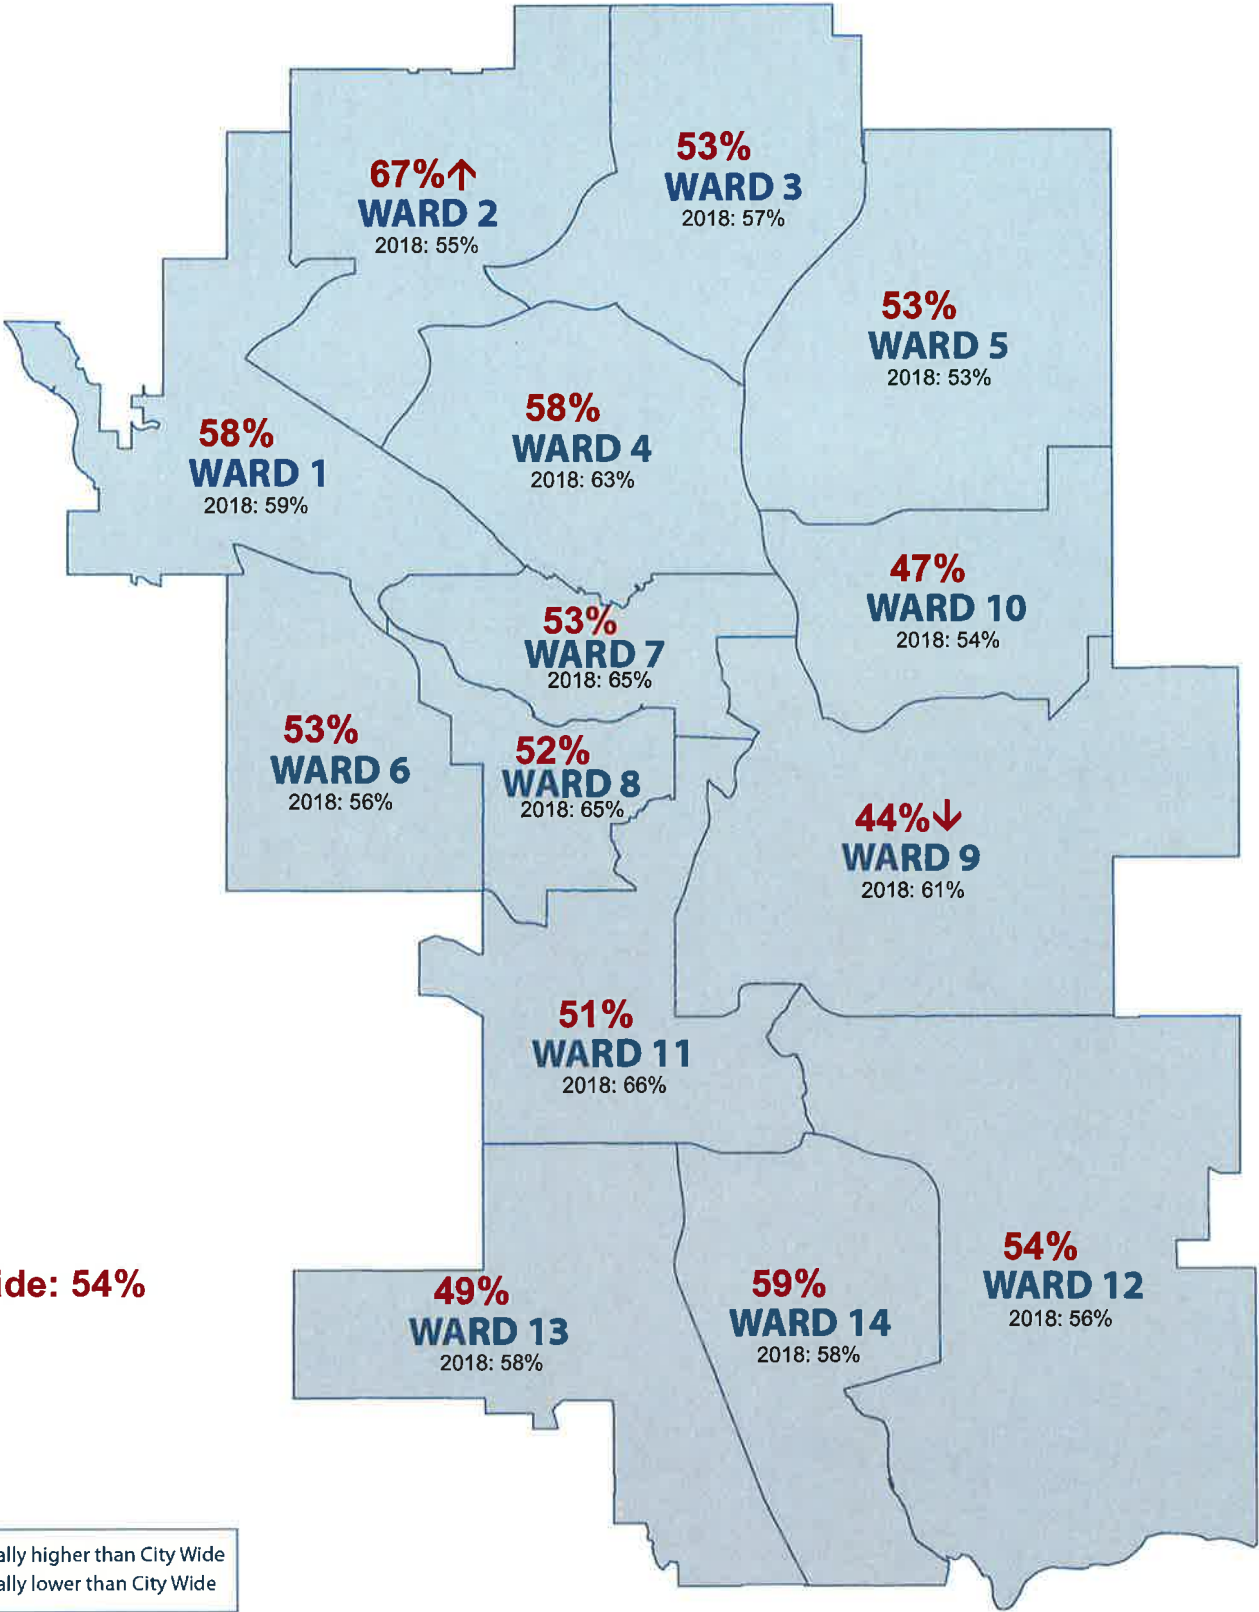 53%
WARD 3
2018: 57%
67%↑
WARD 2
2018: 55%
53%
WARD 5
2018: 53%
58%
WARD 4
2018: 63%
58%
WARD 1
2018: 59%
47%
WARD 10
2018: 54%
53%
WARD 7
2018: 65%
53%
WARD 6
2018: 56%
52%
WARD 8
2018: 65%
44%↓
WARD 9
2018: 61%
51%
WARD 11
2018: 66%
54%
WARD 12
2018: 56%
49%
WARD 13
2018: 58%
59%
WARD 14
2018: 58%
ide: 54%
ally higher than City Wide
ally lower than City Wide